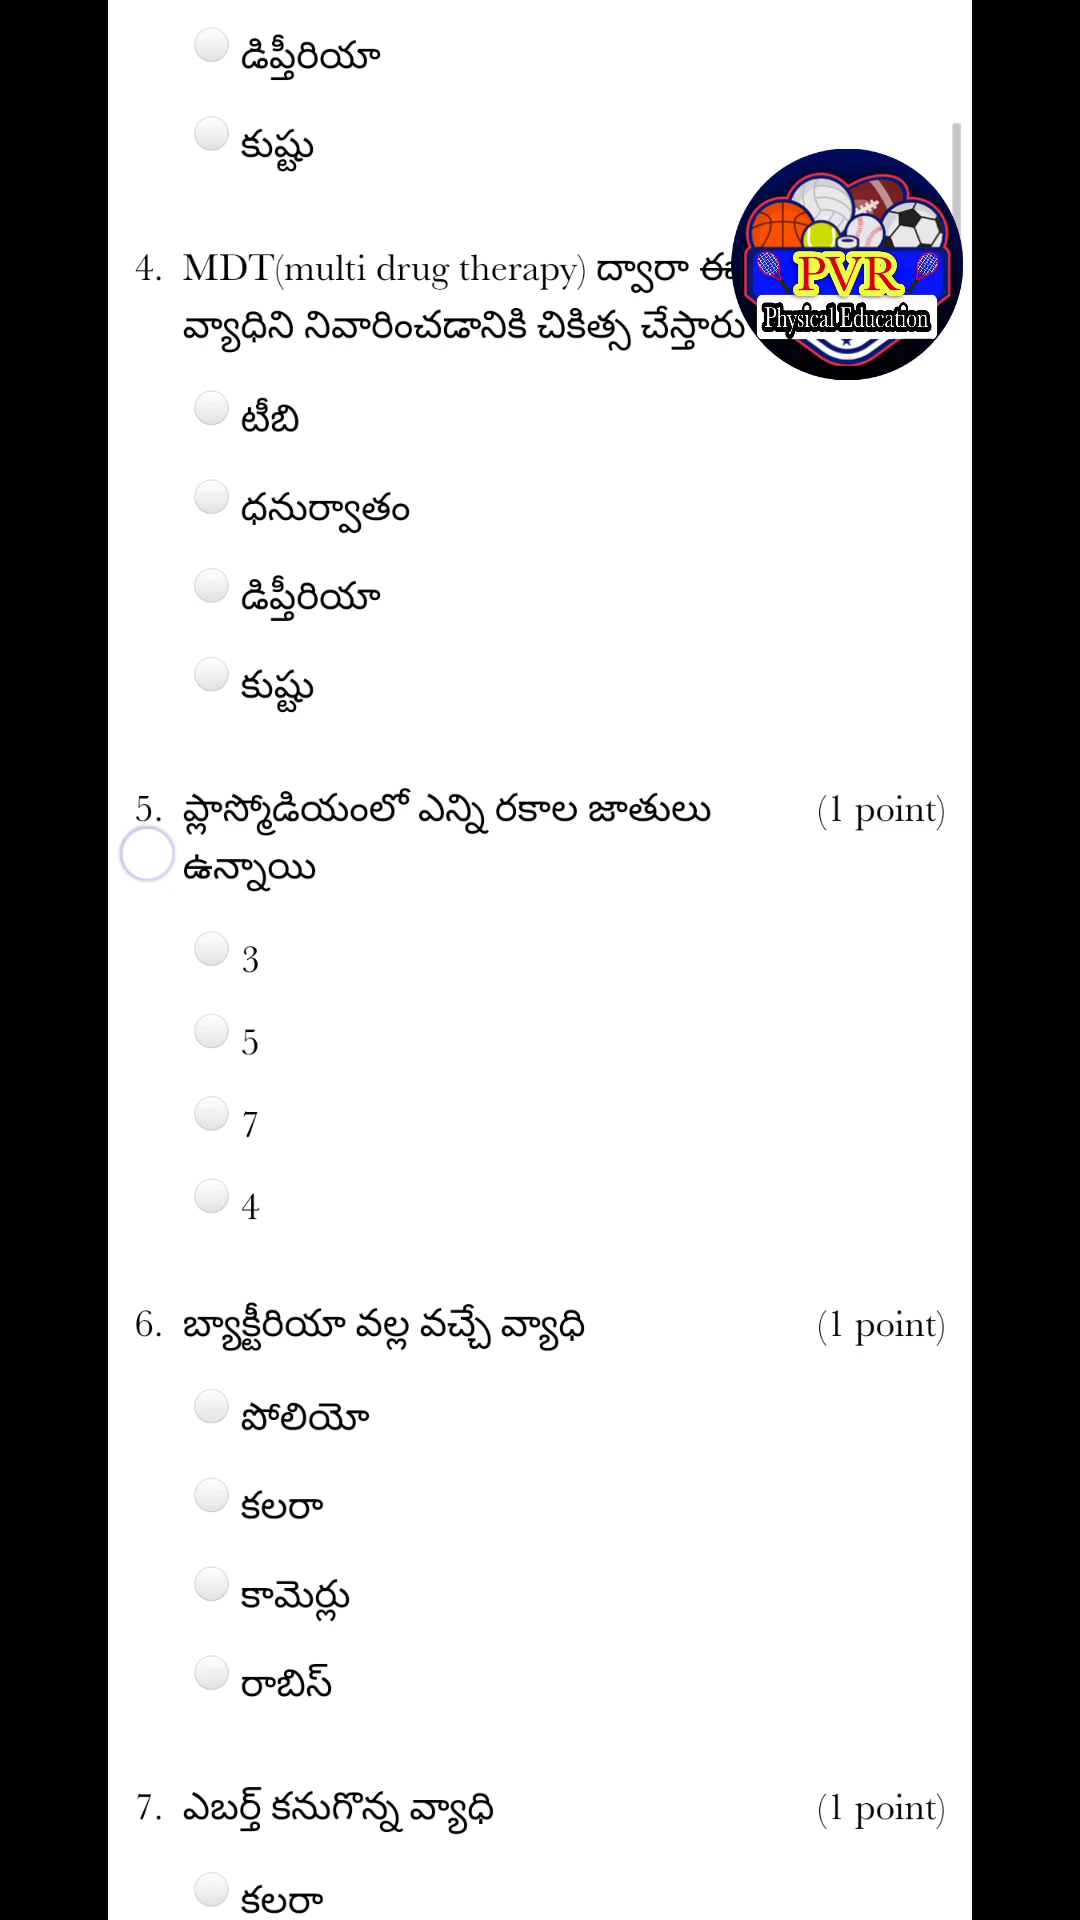 డిప్తీరియా
కుష్టు
4. MDT(multi drug therapy) ద్వారా ఈ
వ్యాధిని నివారించడానికి చికిత్స చేస్తారు
PVR
Physical Education
టీబి
ధనుర్వాతం
డిప్తీరియా
కుష్టు
5. ప్లాస్మోడియంలో ఎన్ని రకాల జాతులు (1 point)
ఉన్నాయి
3
5
7
4
6. బ్యాక్టీరియా వల్ల వచ్చే వ్యాధి (1 point)
పోలియో
కలరా
కామెర్లు
రాబిస్
7. ఎబర్త్ కనుగొన్న వ్యాధి (1 point)
కలరా